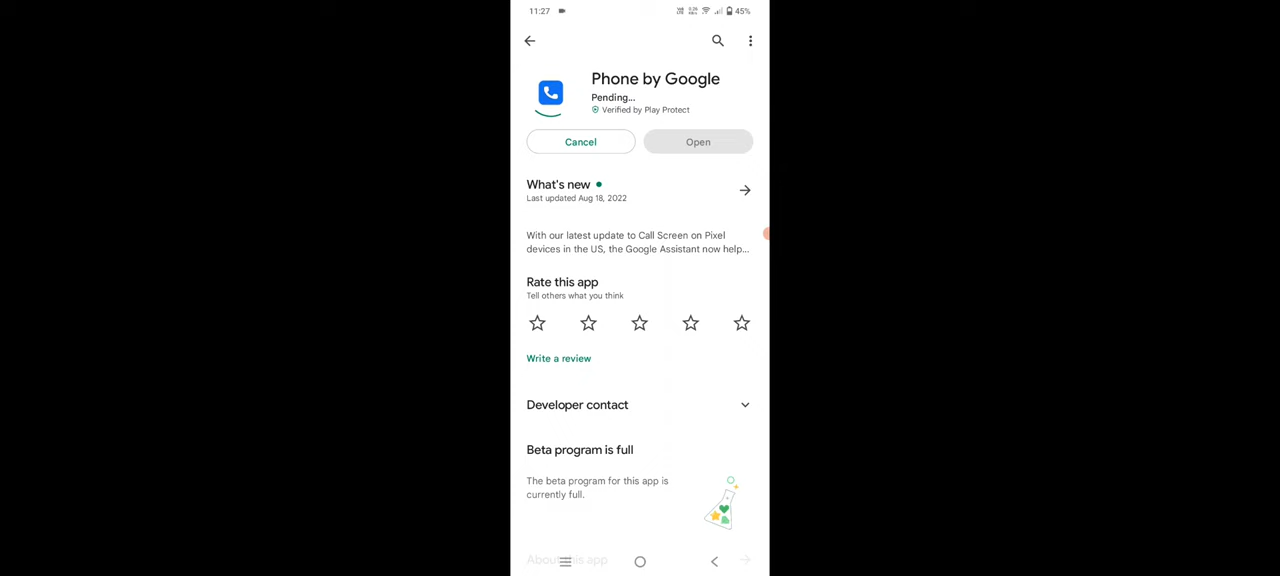 11:27
45%
Phone by Google
Pending...
Verified by Play Protect
Cancel
Open
What's new
Last updated Aug 18, 2022
With our latest update to Call Screen on Pixel
devices in the US, the Google Assistant now help...
Rate this app
Tell others what you think
Write a review
Developer contact
Beta program is full
The beta program for this app is
currently full.
About this app